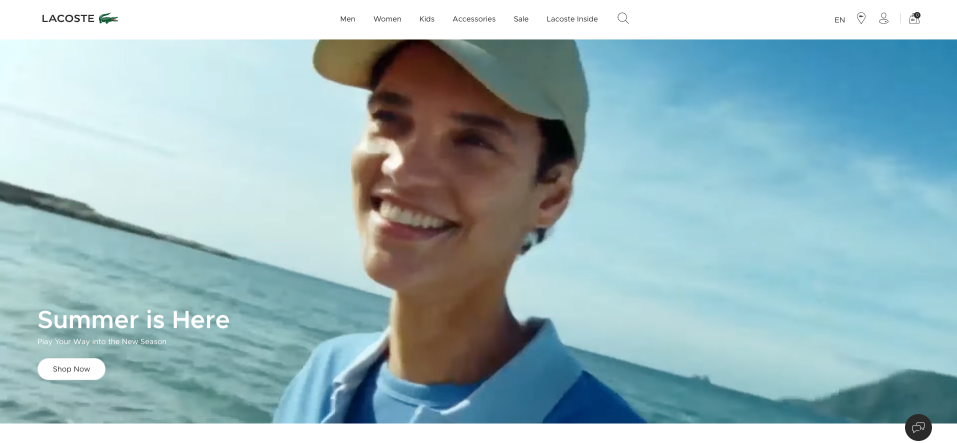 LACOSTE
Men Women Kids Accessories Sale Lacoste Inside
EN
0
Summer is Here
Play Your Way into the New Season
Shop Now